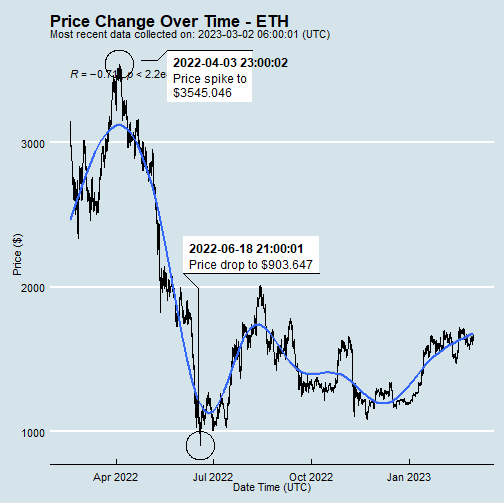 Price Change Over Time - ETH
Most recent data collected on: 2023-03-02 06:00:01 (UTC)
2022-04-03 23:00:02
Price spike to
$3545.046
p < 2.2e
3000
2022-06-18 21:00:01
Price drop to $903.647
Price ($)
2000
1000
Apr 2022
Jul 2022
Oct 2022
Jan 2023
Date Time (UTC)